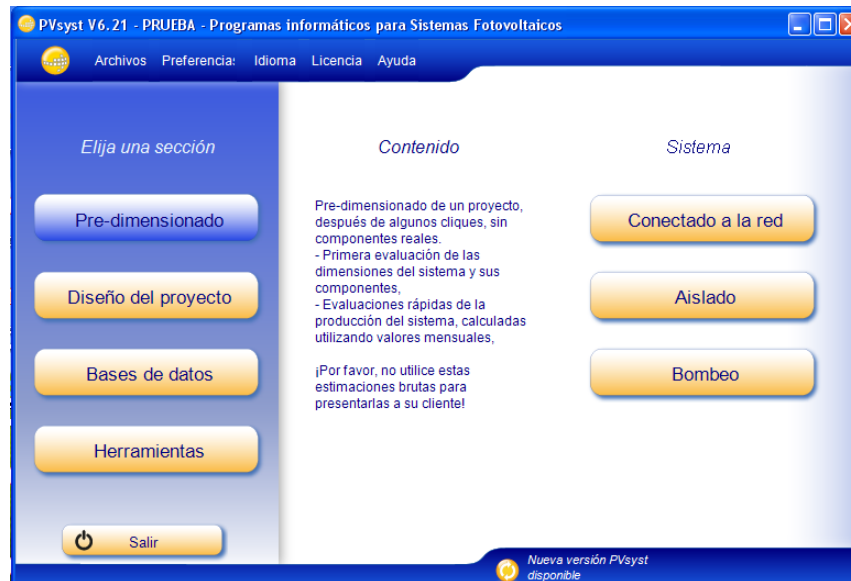 PVsyst V6.21 - PRUEBA - Programas informáticos para Sistemas Fotovoltaicos
Archivos Preferencia: Idioma Licencia Ayuda
Elija una sección
Pre-dimensionado
Diseño del proyecto
Bases de datos
Herramientas
Salir
Contenido
Pre-dimensionado de un proyecto,
después de algunos cliques, sin
componentes reales.
- Primera evaluación de las
dimensiones del sistema y sus
componentes,
- Evaluaciones rápidas de la
producción del sistema, calculadas
utilizando valores mensuales,
¡Por favor, no utilice estas
estimaciones brutas para
presentarlas a su cliente!
Sistema
Conectado a la red
Aislado
Bombeo
Nueva versión PVsyst
disponible